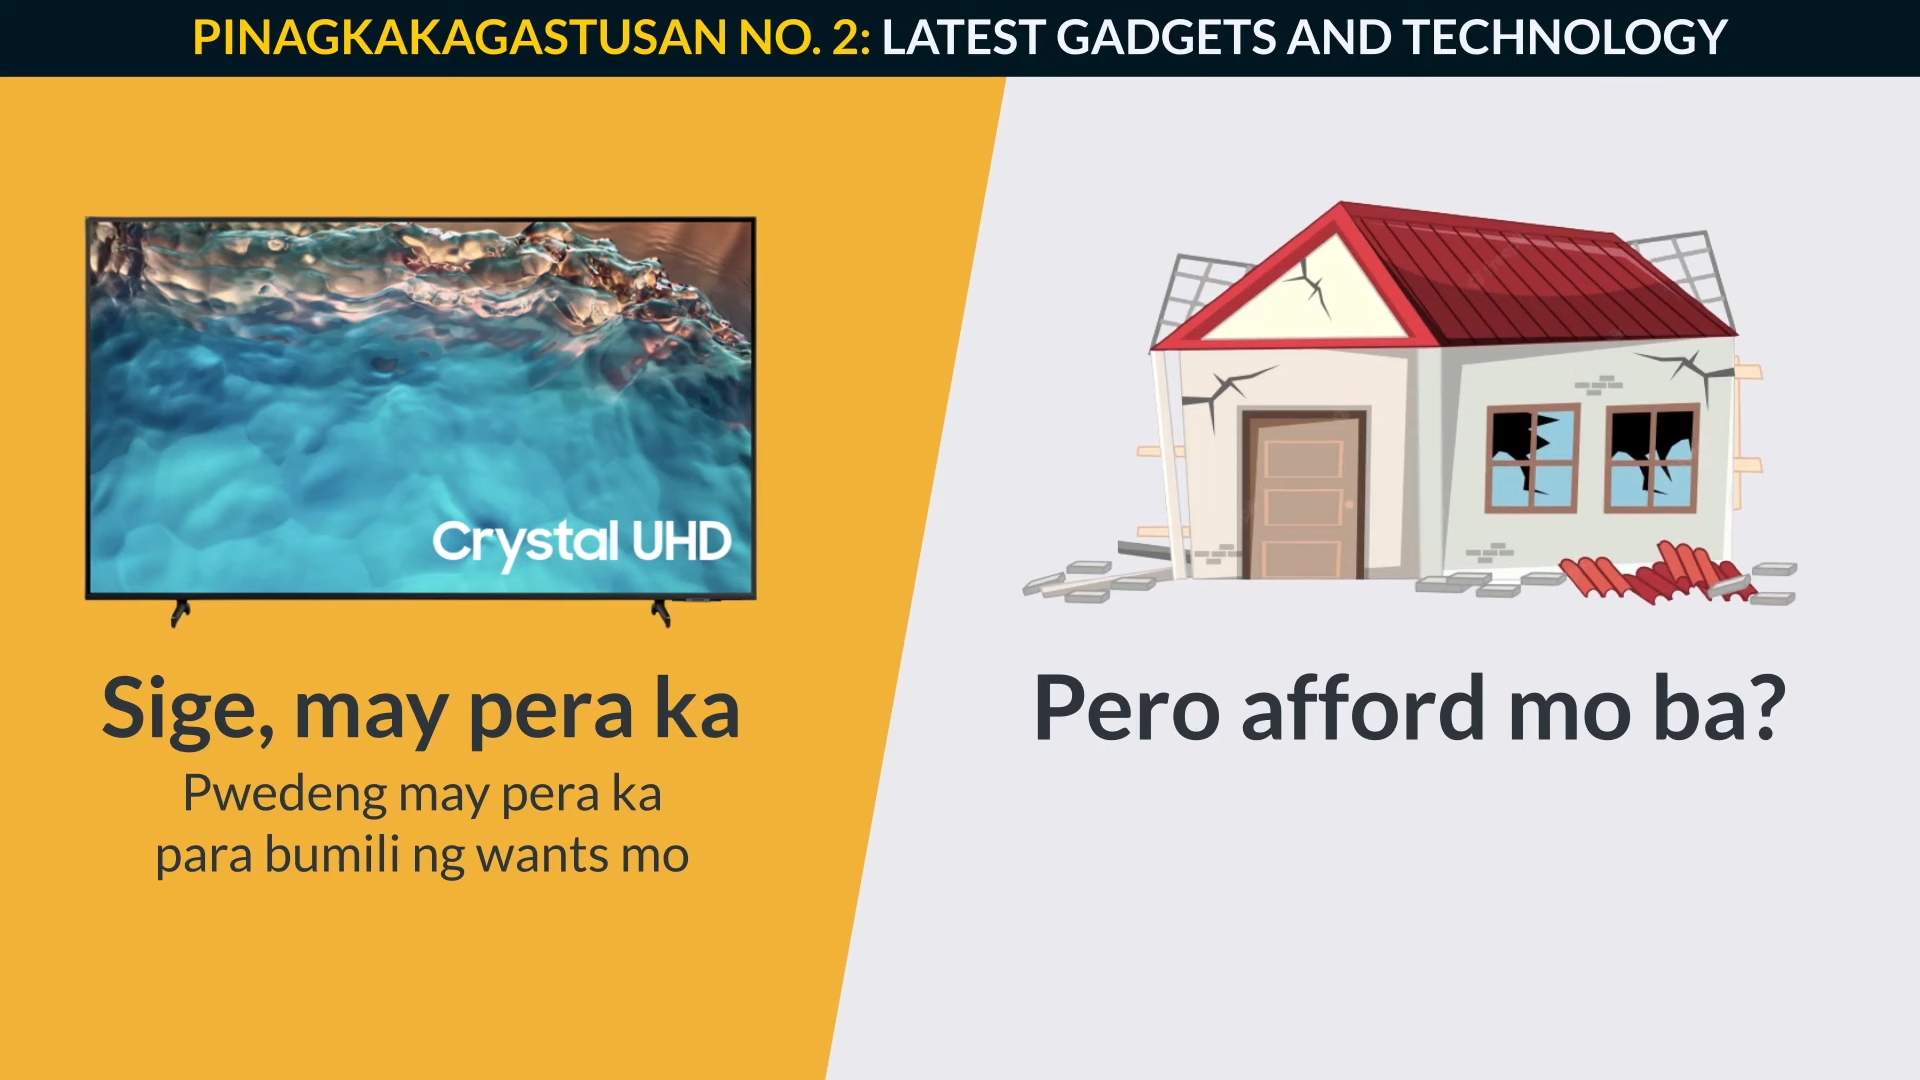 PINAGKAKAGASTUSAN NO. 2: LATEST GADGETS AND TECHNOLOGY
Crystal UHD
Sige, may pera ka
Pwedeng may pera ka
para bumili ng wants mo
Pero afford mo ba?